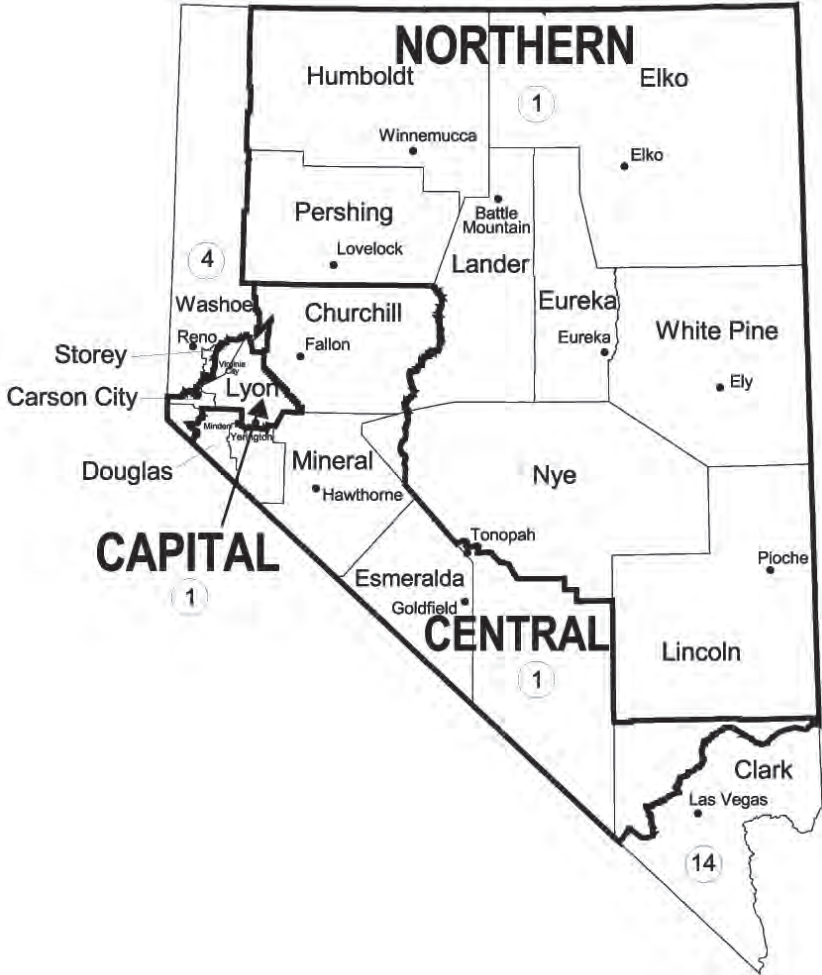 NORTHERN
Humboldt
Elko
1
Winnemucca
Elko
Pershing
Battle
Mountain
Lovelock
Lander
4
Washoe
Churchill
Eureka
White Pine
Reno
Fallon
Eureka
Storey
Virginia
City
Ely
Carson City
Lyon
Minden
Yerington
Douglas
Mineral
Nye
Hawthorne
Tonopah
CAPITAL
Pioche
1
Esmeralda
Goldfield
CENTRAL
Lincoln
1
Clark
Las Vegas
14